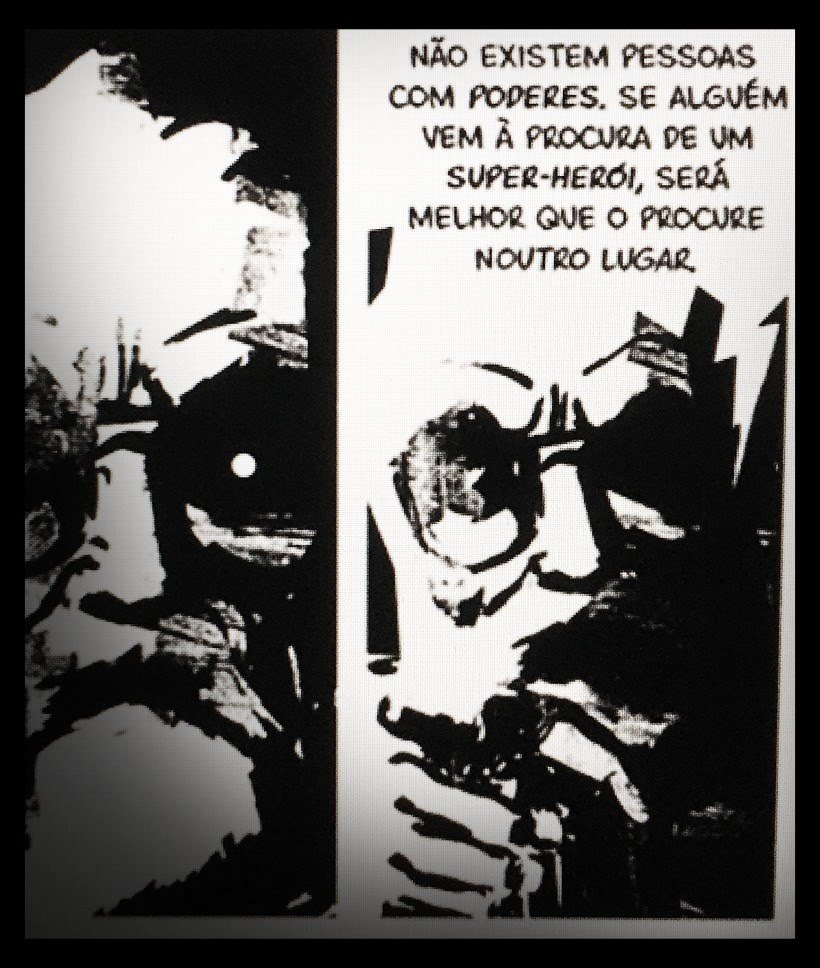 NÃO EXISTEM PESSOAS
COM PODERES. SE ALGUÉM
VEM À PROCURA DE UM
SUPER-HERÓI, SERÁ
MELHOR QUE O PROCURE
NOUTRO LUGAR.